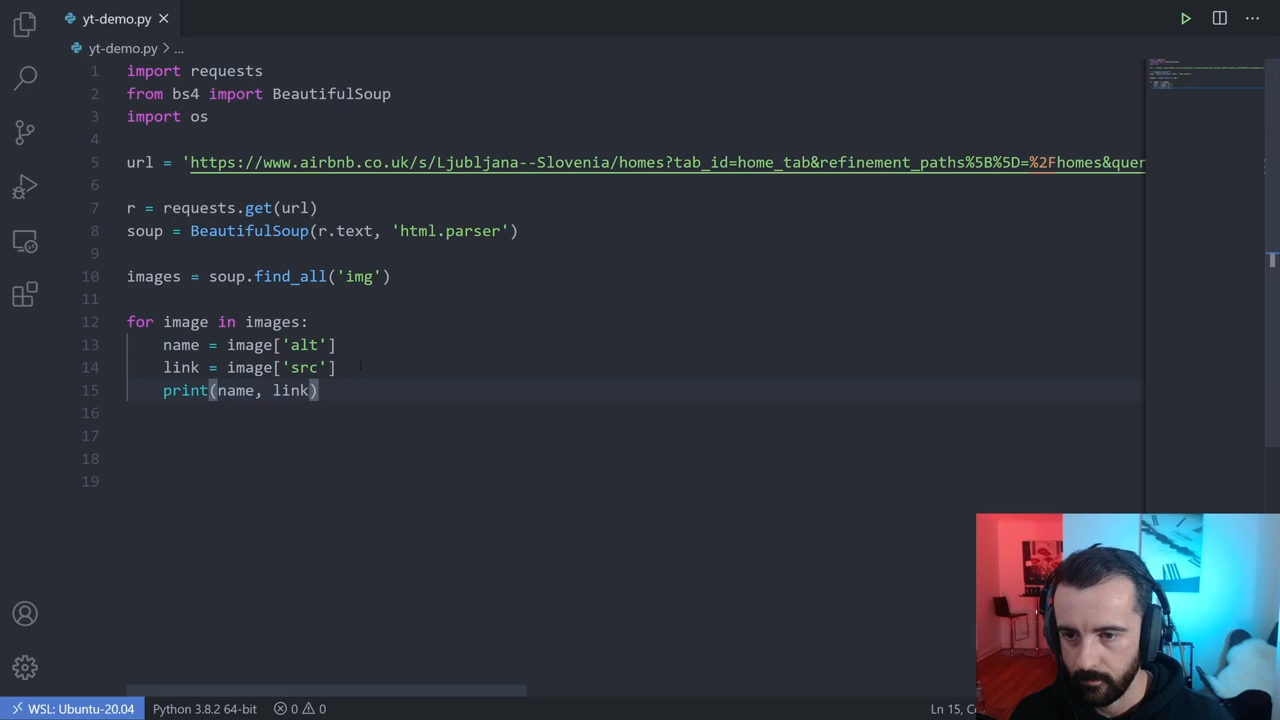 yt-demo.py
yt-demo.py > ...
1 import requests
2 from bs4 import BeautifulSoup
3 import os
4
5 url = 'https://www.airbnb.co.uk/s/Ljubljana--Slovenia/homes?tab_id=home_tab&refinement_paths%5B%5D=%2Fhomes&quer
6
7 r = requests.get(url)
8 soup = BeautifulSoup(r.text, 'html.parser')
9
10 images = soup.find_all('img')
11
12 for image in images:
13 name = image['alt']
14 link = image['src']
15 print(name, link)
16
17
18
19
WSL: Ubuntu-20.04 Python 3.8.2 64-bit 0 0 Ln 15, C